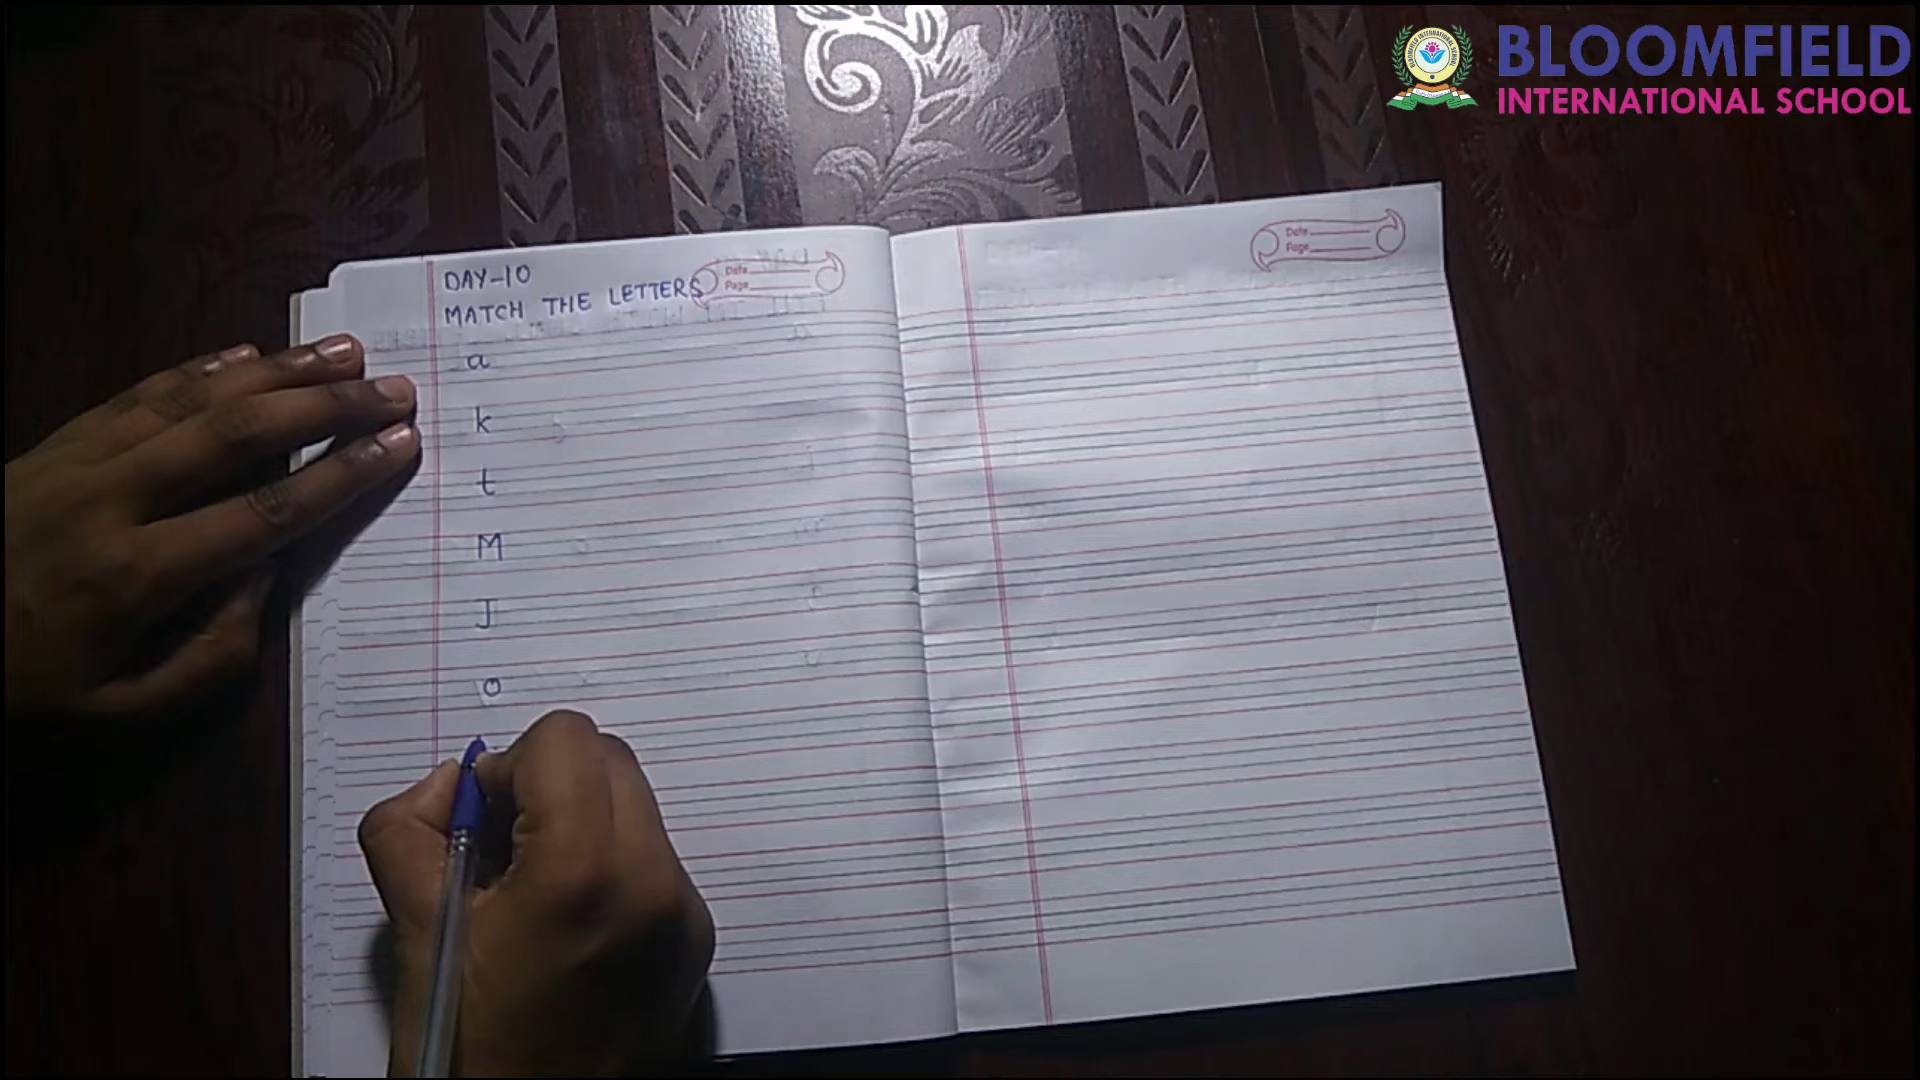 BLOOMFIELD
INTERNATIONAL SCHOOL
DAY-10
MATCH THE LETTERS
Date
Page
Date
Page
a
k
t
M
J
o